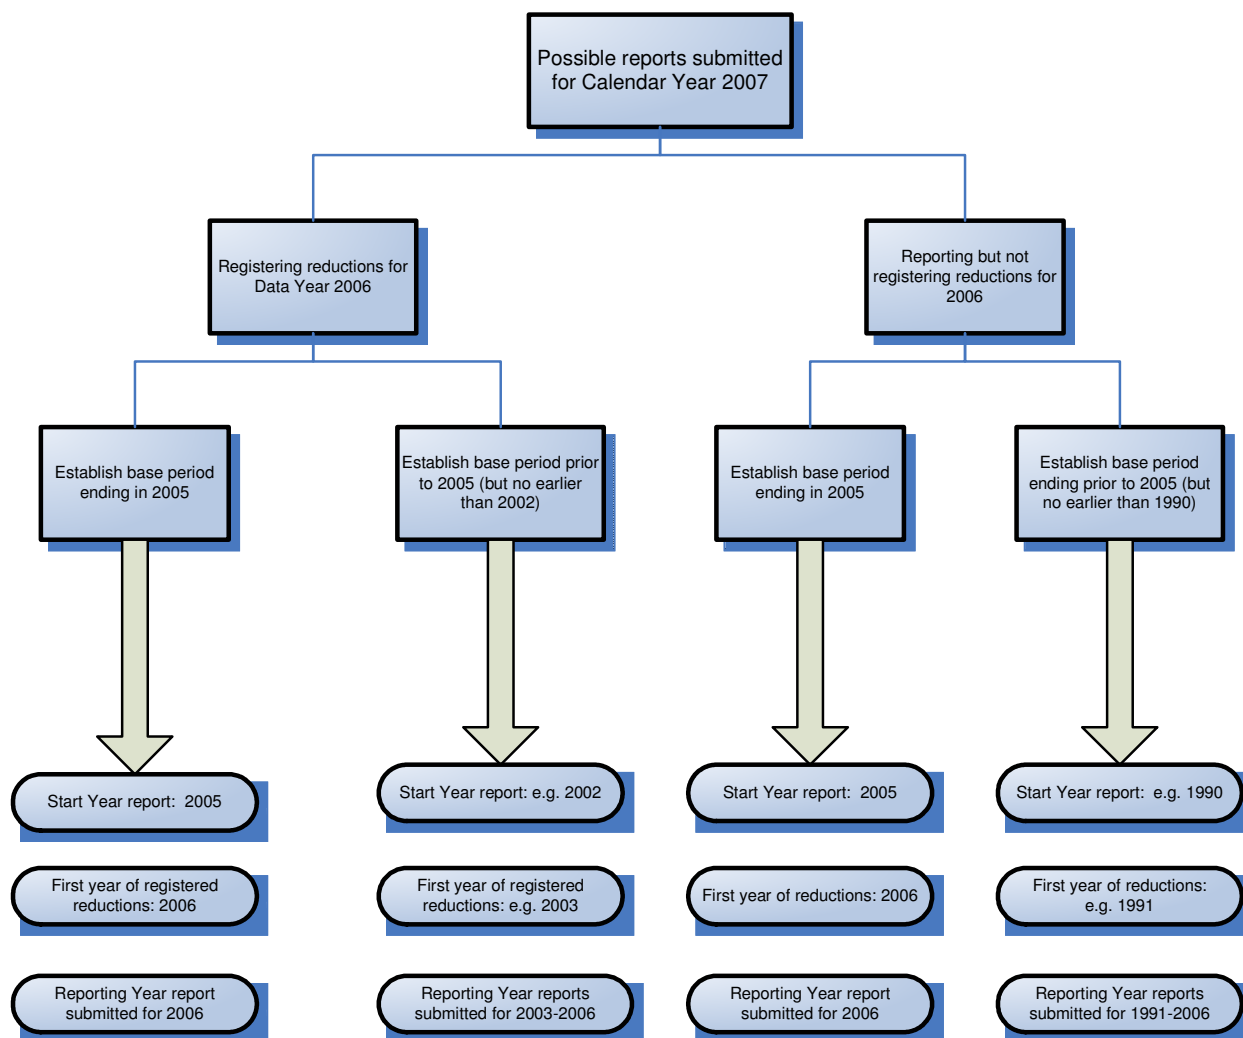 Possible reports submitted
for Calendar Year 2007
Registering reductions for
Data Year 2006
Reporting but not
registering reductions for
2006
Establish base period
ending in 2005
Establish base period prior
to 2005 (but no earlier
than 2002)
Establish base period
ending in 2005
Establish base period
ending prior to 2005 (but
no earlier than 1990)
Start Year report:  2005
Start Year report: e.g. 2002
Start Year report:  2005
Start Year report:  e.g. 1990
First year of registered
reductions: 2006
First year of registered
reductions: e.g. 2003
First year of reductions: 2006
First year of reductions:
e.g. 1991
Reporting Year report
submitted for 2006
Reporting Year reports
submitted for 2003-2006
Reporting Year report
submitted for 2006
Reporting Year reports
submitted for 1991-2006